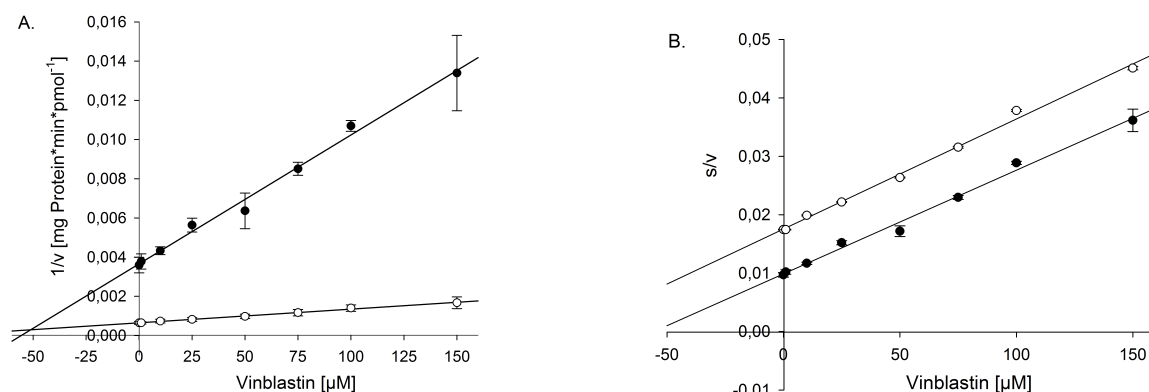 A.
0,016
0,014
0,012
0,010
0,008
0,006
0,004
0,002
0,000
1/v [mg Protein*min*pmol-1]
-50 -25 0 25 50 75 100 125 150
Vinblastin [µM]
B.
0,05
0,04
0,03
0,02
0,01
0,00
-0,01
s/v
-50 0 50 100 150
Vinblastin [µM]